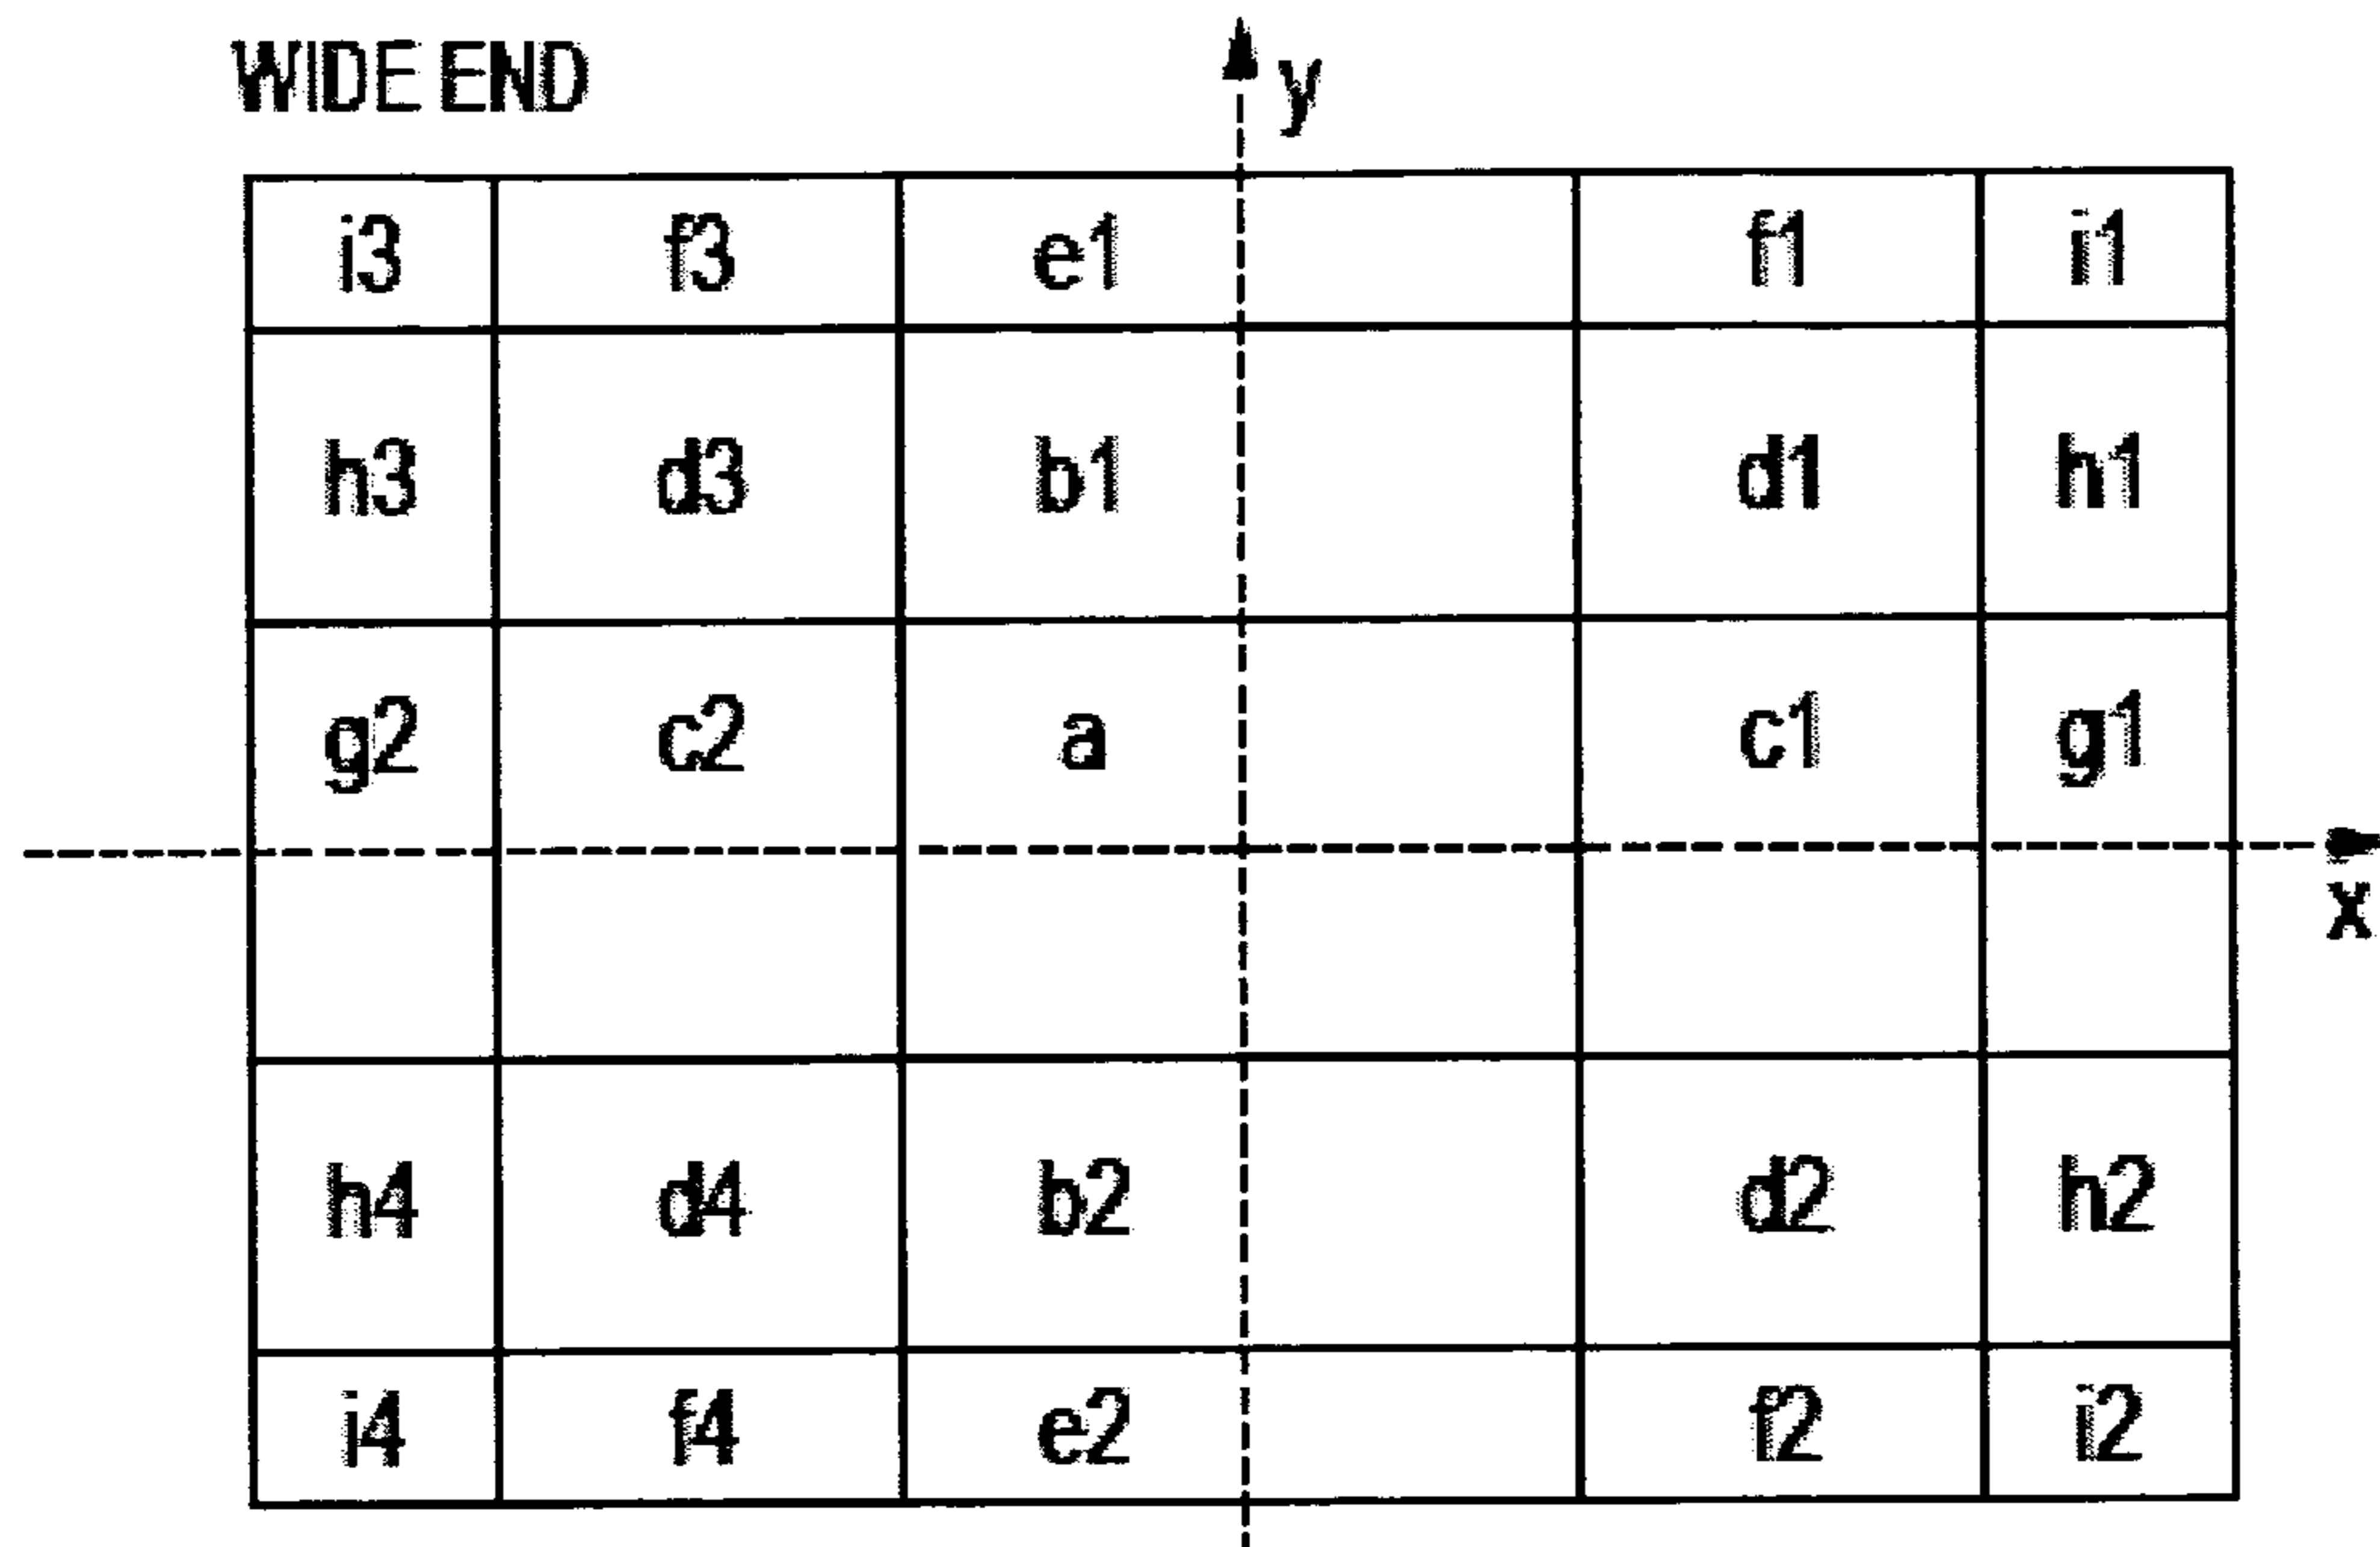 WIDE END
y
i3 f3 e1 f1 i1
h3 d3 b1 d1 h1
g2 c2 a c1 g1
x
h4 d4 b2 d2 h2
i4 f4 e2 f2 i2